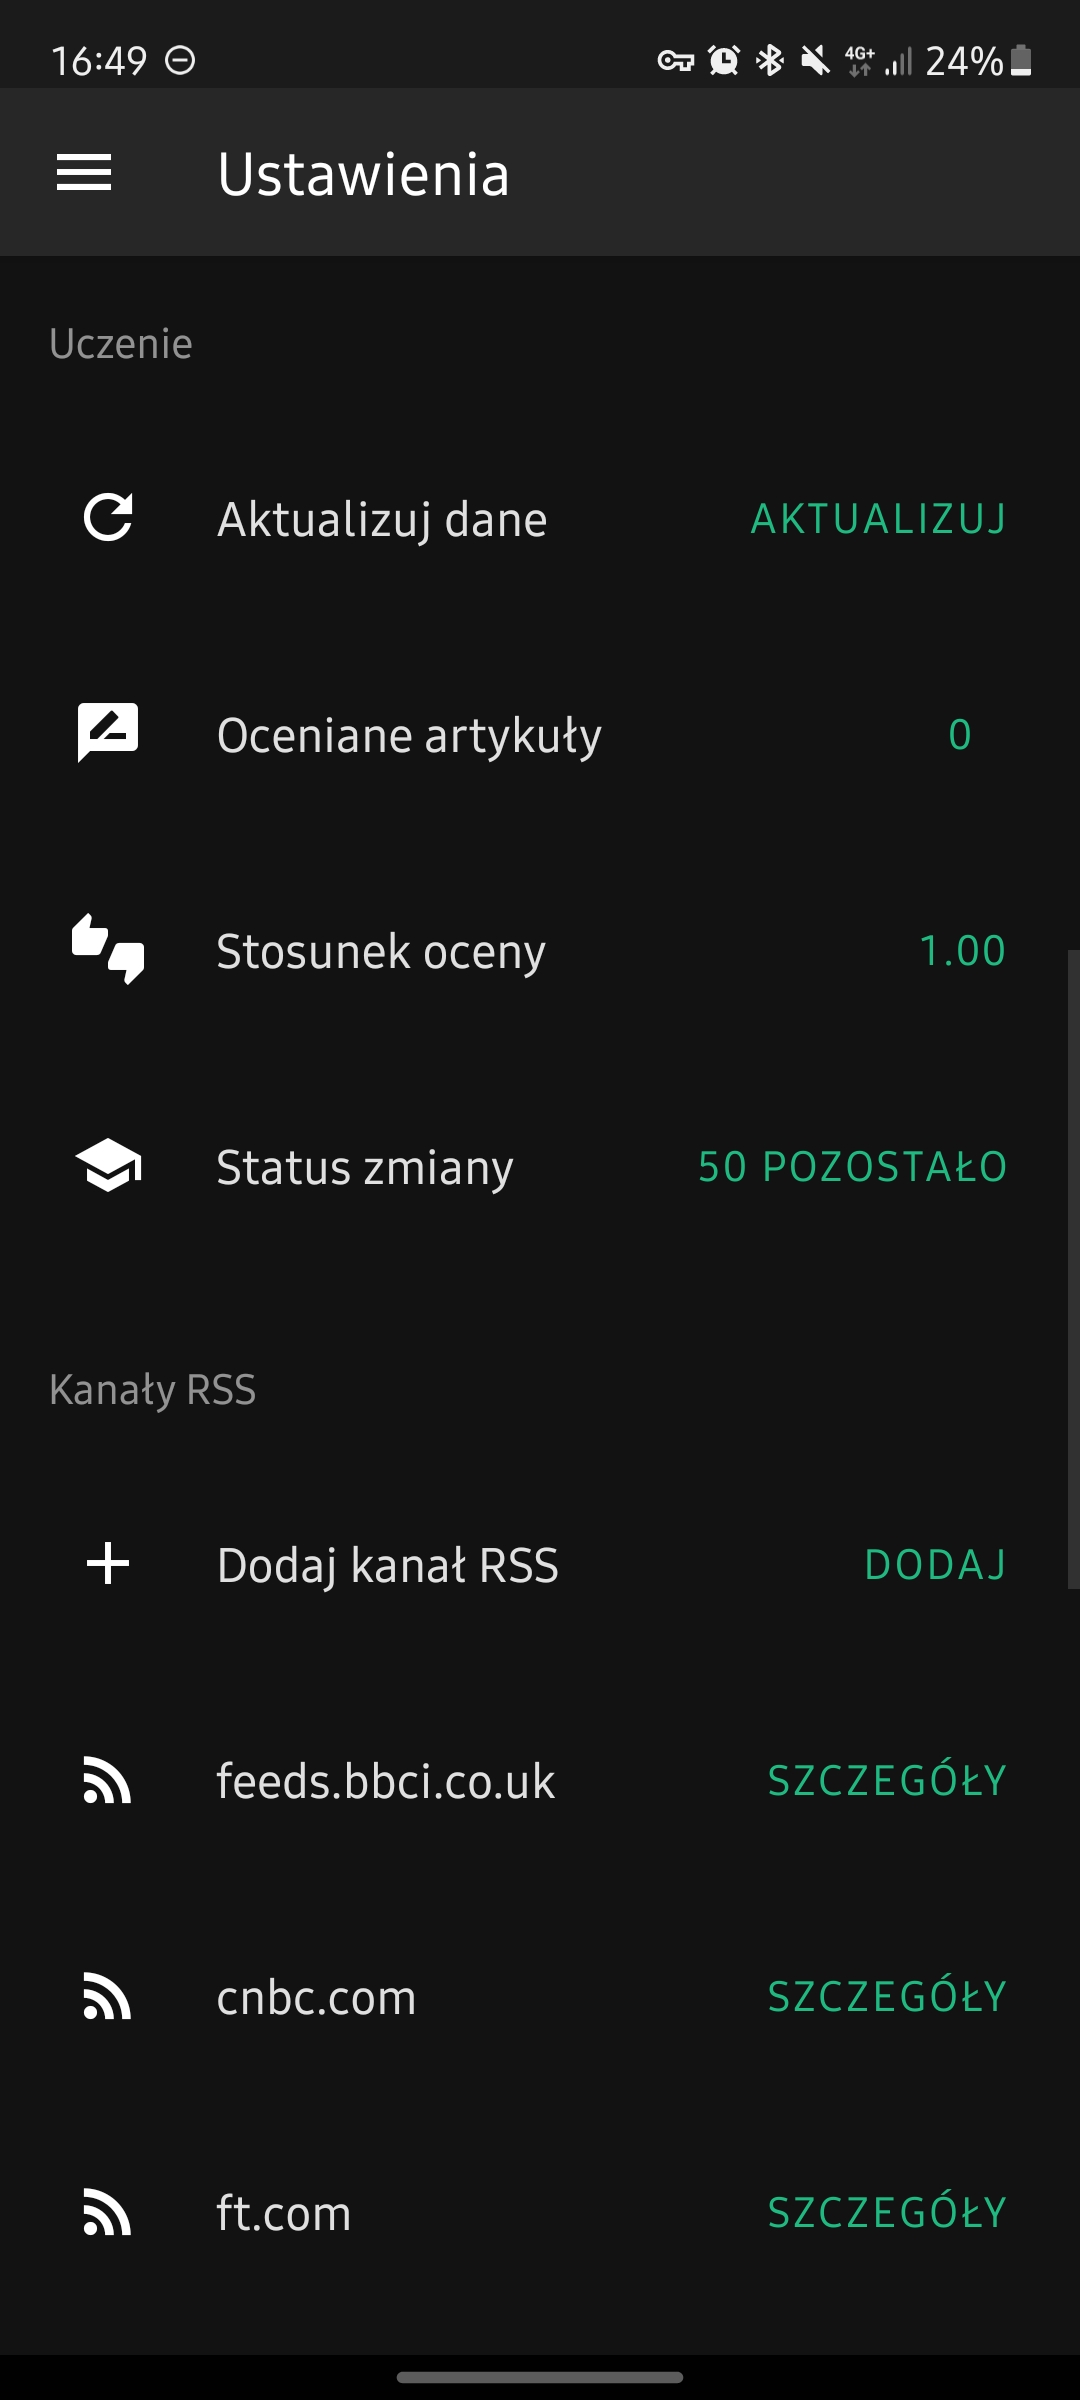 16:49 4G+ 24%
Ustawienia
Uczenie
Aktualizuj dane AKTUALIZUJ
Oceniane artykuły 0
Stosunek oceny 1.00
Status zmiany 50 POZOSTAŁO
Kanały RSS
Dodaj kanał RSS DODAJ
feeds.bbci.co.uk SZCZEGÓŁY
cnbc.com SZCZEGÓŁY
ft.com SZCZEGÓŁY